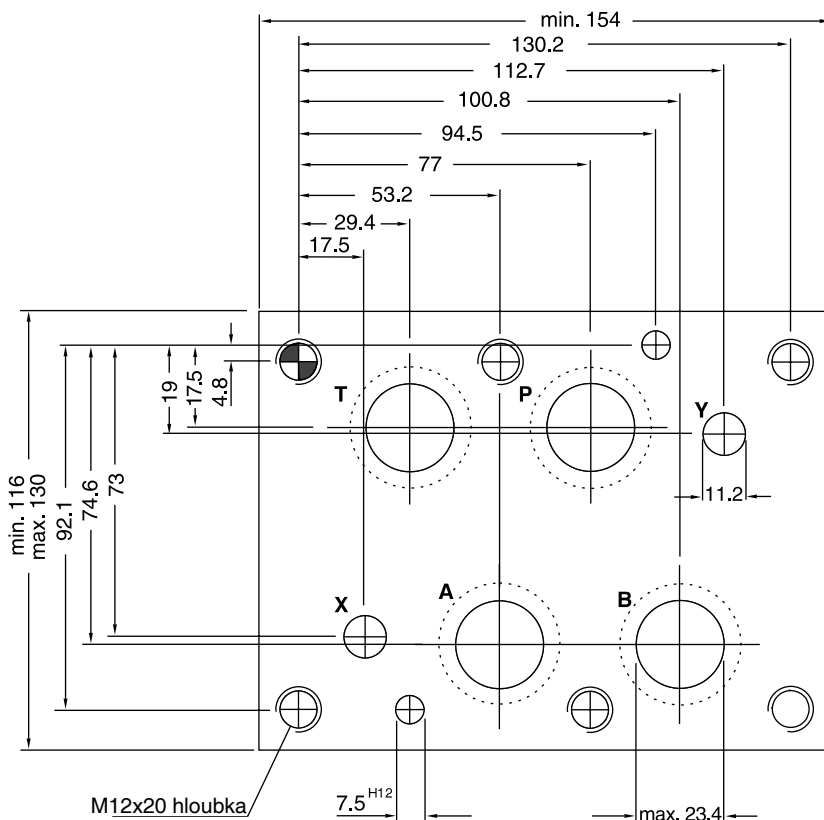 min. 154
130.2
112.7
100.8
94.5
77
53.2
29.4
17.5
min. 116
max. 130
92.1
74.6
73
19
17.5
4.8
T
P
Y
11.2
X
A
B
M12x20 hloubka
7.5 H12
max. 23.4